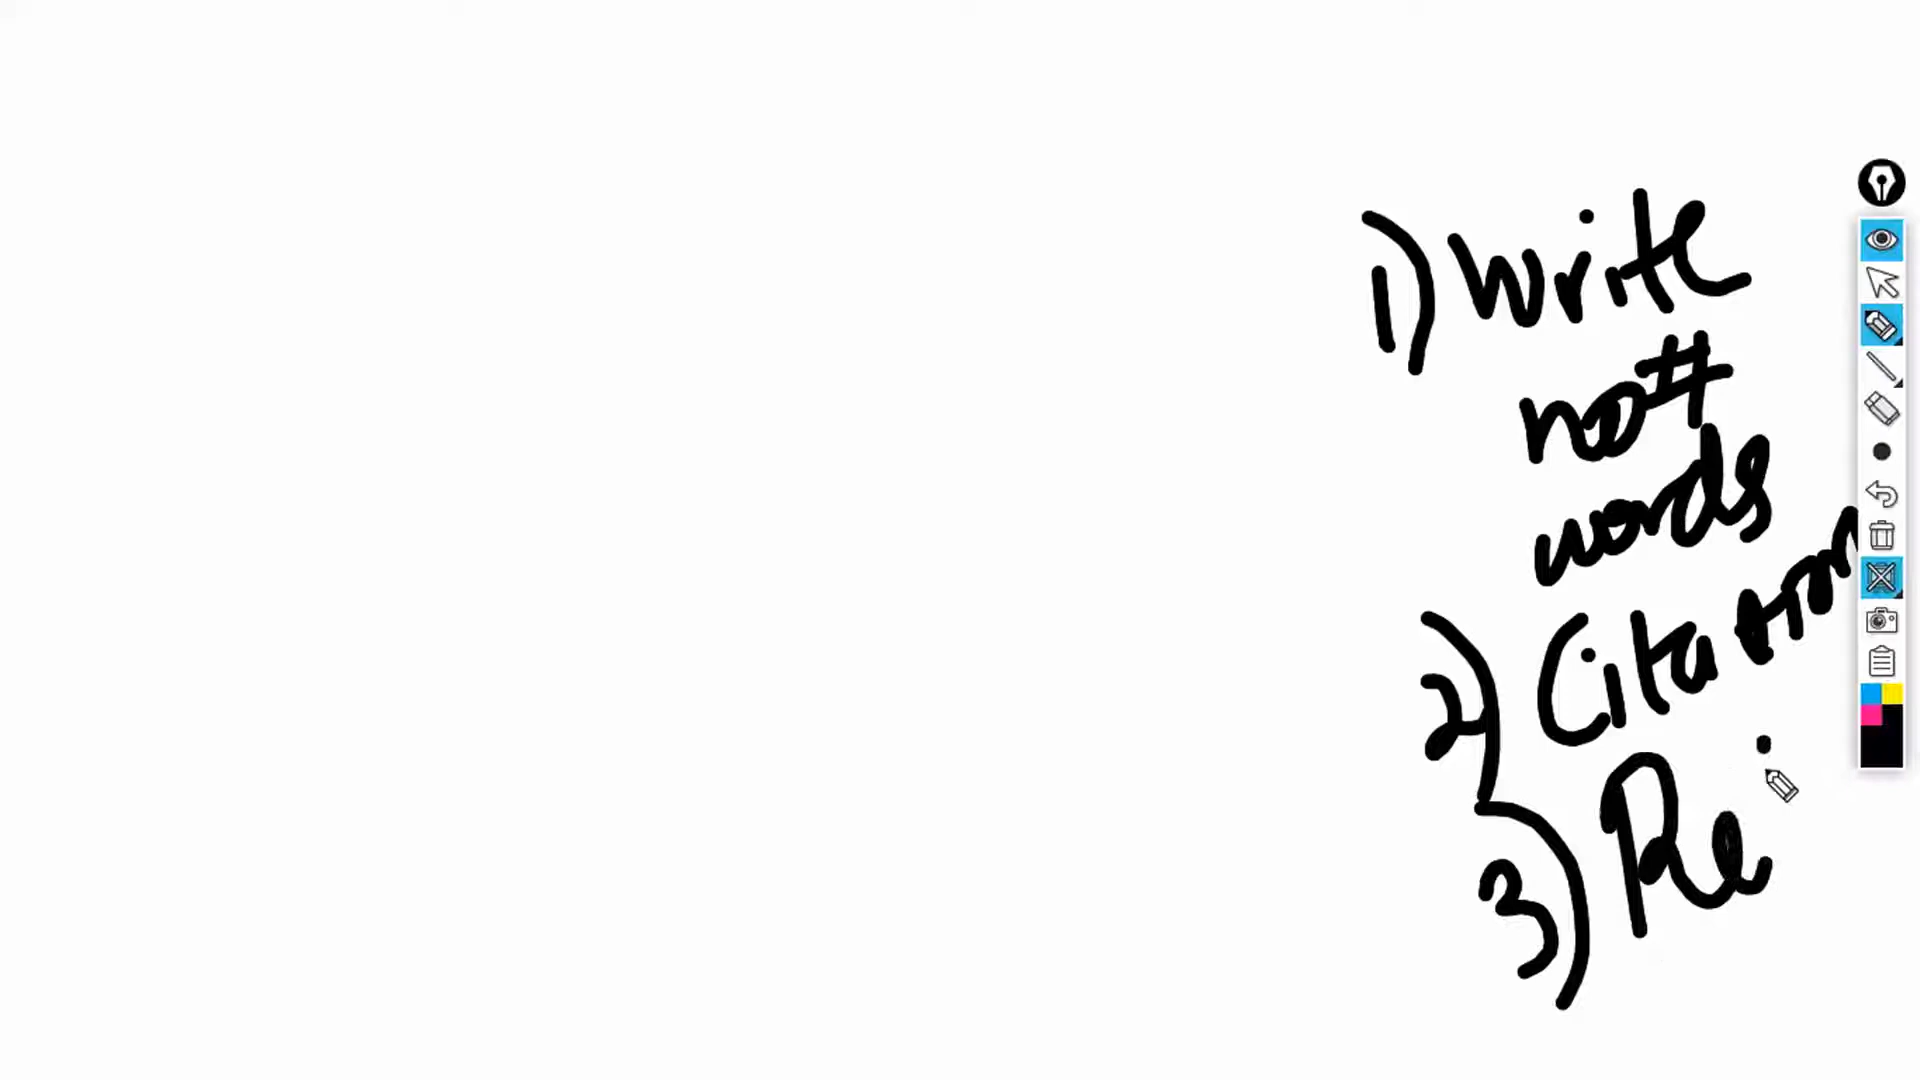 1) Write
not
words
2) Citation
3) Re